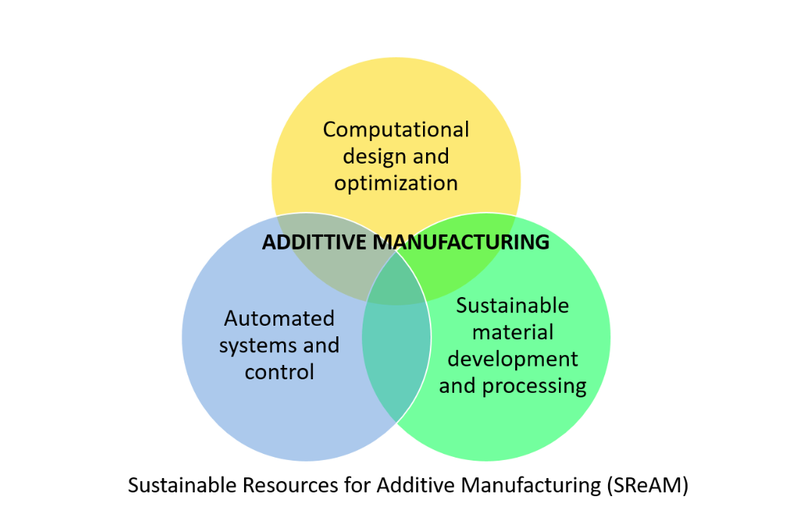 Computational
design and
optimization
ADDITTIVE MANUFACTURING
Automated
systems and
control
Sustainable
material
development
and processing
Sustainable Resources for Additive Manufacturing (SReAM)